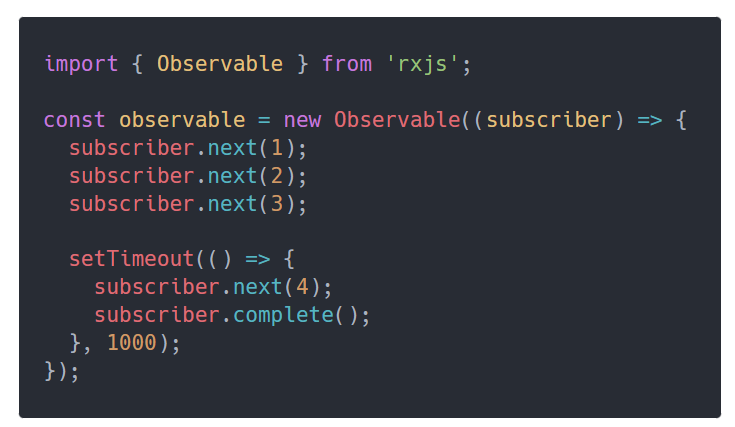 import { Observable } from 'rxjs';

const observable = new Observable((subscriber) => {
  subscriber.next(1);
  subscriber.next(2);
  subscriber.next(3);

  setTimeout(() => {
    subscriber.next(4);
    subscriber.complete();
  }, 1000);
});